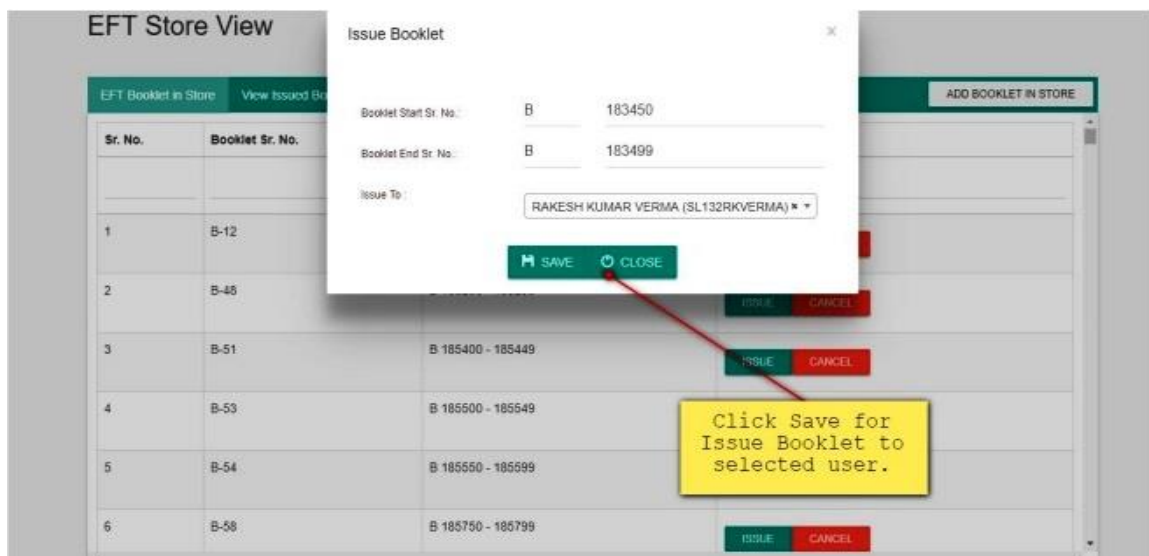 EFT Store View
Issue Booklet
×
EFT Booklet in Store View Issued Bo
ADD BOOKLET IN STORE
Booklet Start Sr. No.: B 183450
Sr. No. Booklet Sr. No.
Booklet End Sr. No.: B 183499
Issue To :
RAKESH KUMAR VERMA (SL132RKVERMA) ×
1 B-12
SAVE CLOSE
2 B-48
ISSUE CANCEL
3 B-51 B 185400 - 185449 ISSUE CANCEL
4 B-53 B 185500 - 185549
Click Save for
Issue Booklet to
selected user.
5 B-54 B 185550 - 185599
6 B-58 B 185750 - 185799 ISSUE CANCEL